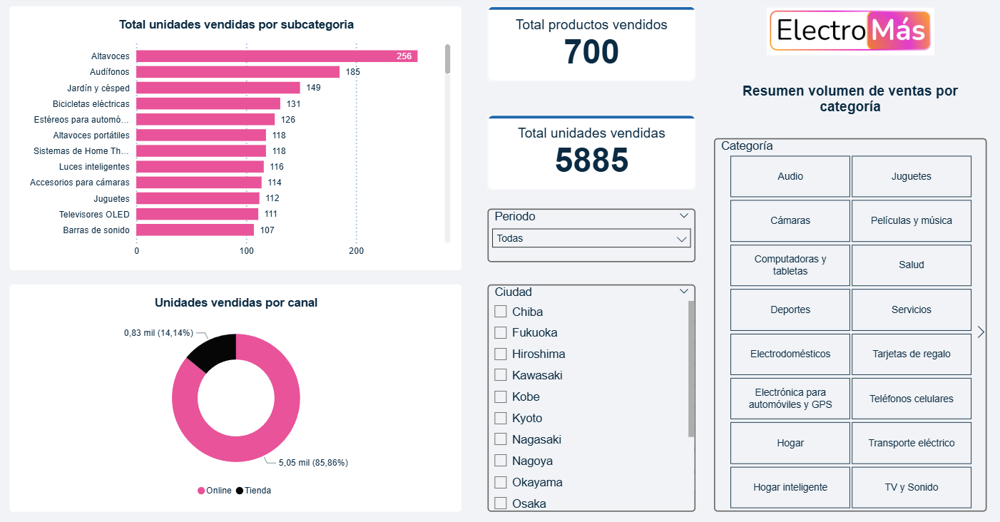 Total unidades vendidas por subcategoria
Altavoces
256
Audífonos
185
Jardín y césped
149
Bicicletas eléctricas
131
Estéreos para automó...
126
Altavoces portátiles
118
Sistemas de Home Th...
118
Luces inteligentes
116
Accesorios para cámaras
114
Juguetes
112
Televisores OLED
111
Barras de sonido
107
0
100
200
Unidades vendidas por canal
0,83 mil (14,14%)
5,05 mil (85,86%)
Online
Tienda
Total productos vendidos
700
Total unidades vendidas
5885
Periodo
Todas
Ciudad
Chiba
Fukuoka
Hiroshima
Kawasaki
Kobe
Kyoto
Nagasaki
Nagoya
Okayama
Osaka
ElectroMás
Resumen volumen de ventas por
categoría
Categoría
Audio
Juguetes
Cámaras
Películas y música
Computadoras y
tabletas
Salud
Deportes
Servicios
Electrodomésticos
Tarjetas de regalo
Electrónica para
automóviles y GPS
Teléfonos celulares
Hogar
Transporte eléctrico
Hogar inteligente
TV y Sonido